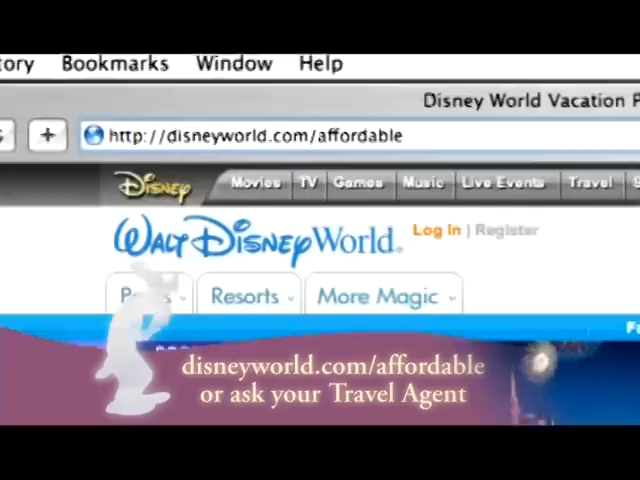 Bookmarks Window Help
Disney World Vacation
+ http://disneyworld.com/affordable
Disney Movies TV Games Music Live Events Travel
Walt Disney World. Log In | Register
Resorts More Magic
disneyworld.com/affordable
or ask your Travel Agent